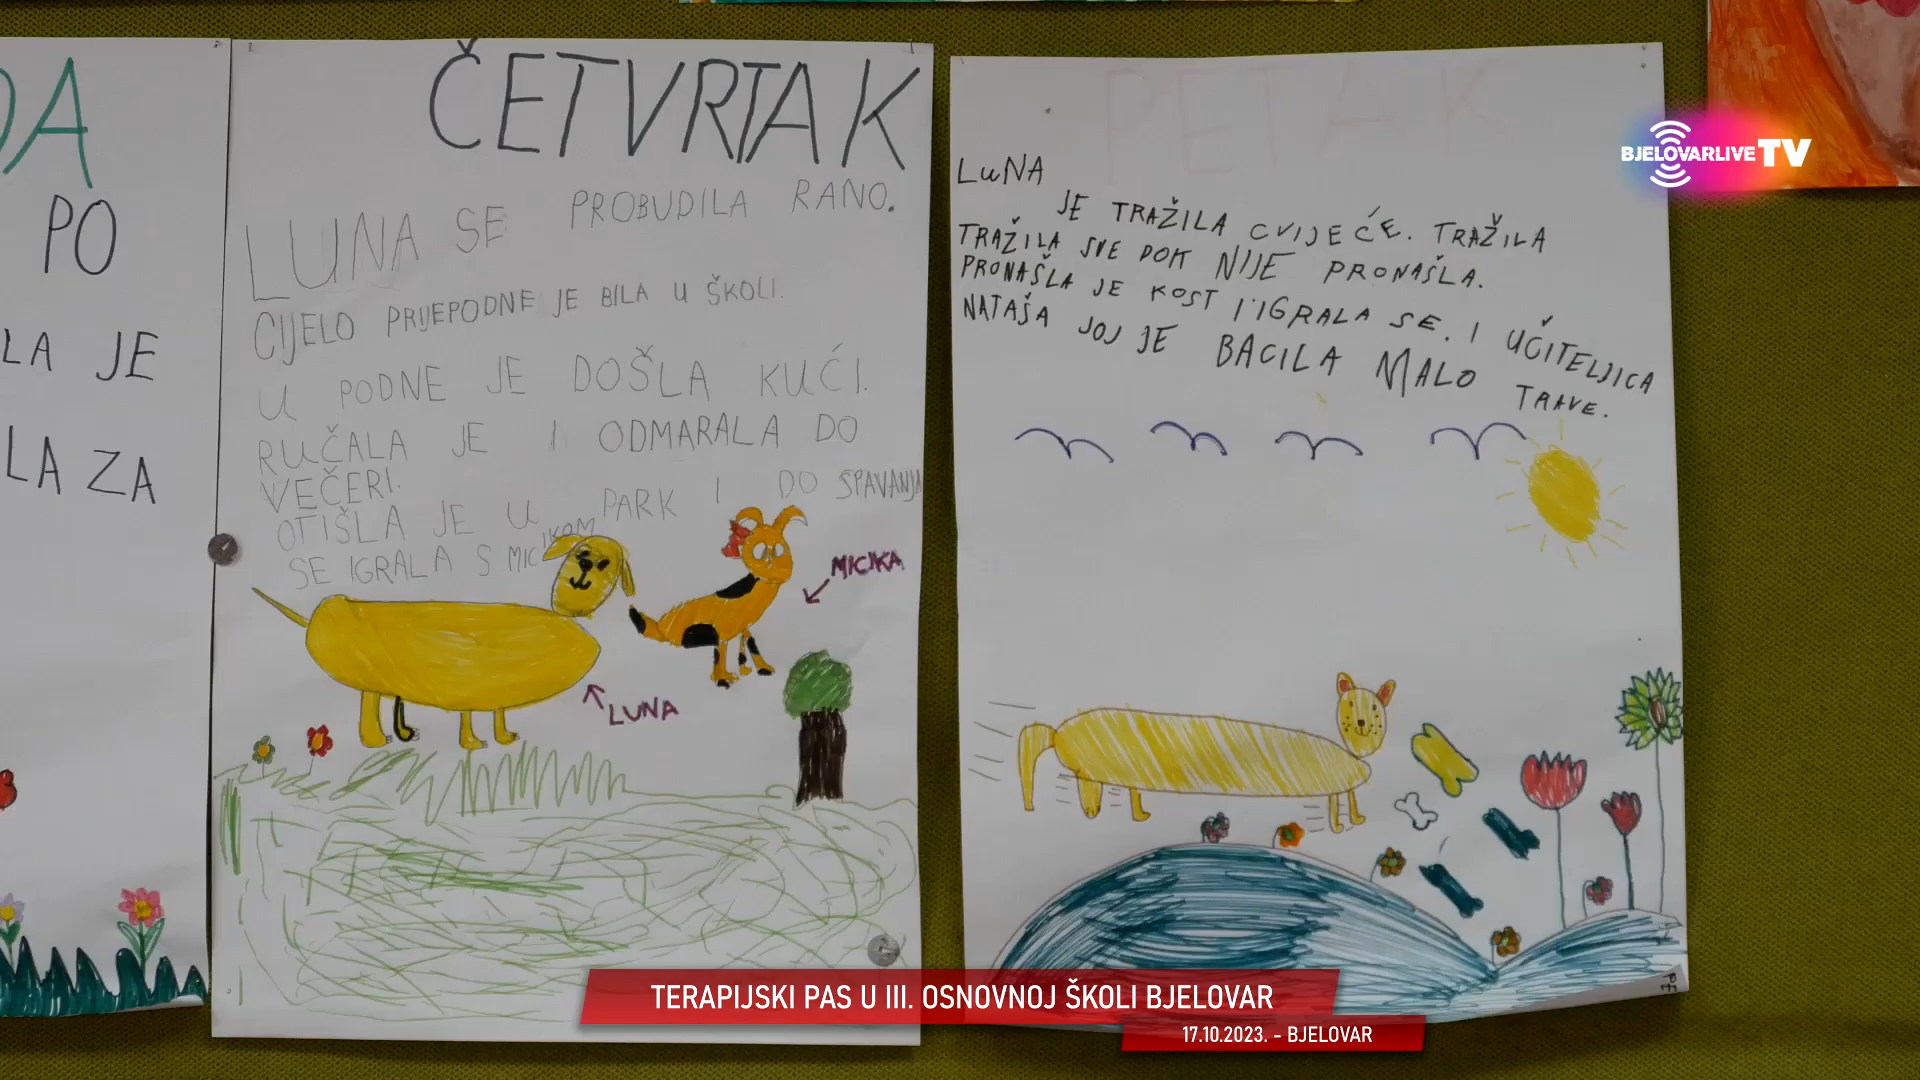 DA
PO
LA JE
LA ZA
ČETVRTAK
LUNA SE PROBUDILA RANO.
CIJELO PRIJEPODNE JE BILA U ŠKOLI.
U PODNE JE DOŠLA KUĆI.
RUČALA JE I ODMARALA DO
VEČERI.
OTIŠLA JE U PARK I DO SPAVANJA
SE IGRALA S MICIKOM
MICIKA
LUNA
PETAK
LuNA
JE TRAŽILA CVIJEĆE. TRAŽILA
TRAŽILA SVE DOK NIJE PRONAŠLA.
PRONAŠLA JE KOST I IGRALA SE. I UČITELJICA
NATAŠA JOJ JE BACILA MALO TRAVE.
BJELOVARLIVE TV
TERAPIJSKI PAS U III. OSNOVNOJ ŠKOLI BJELOVAR
17.10.2023. - BJELOVAR